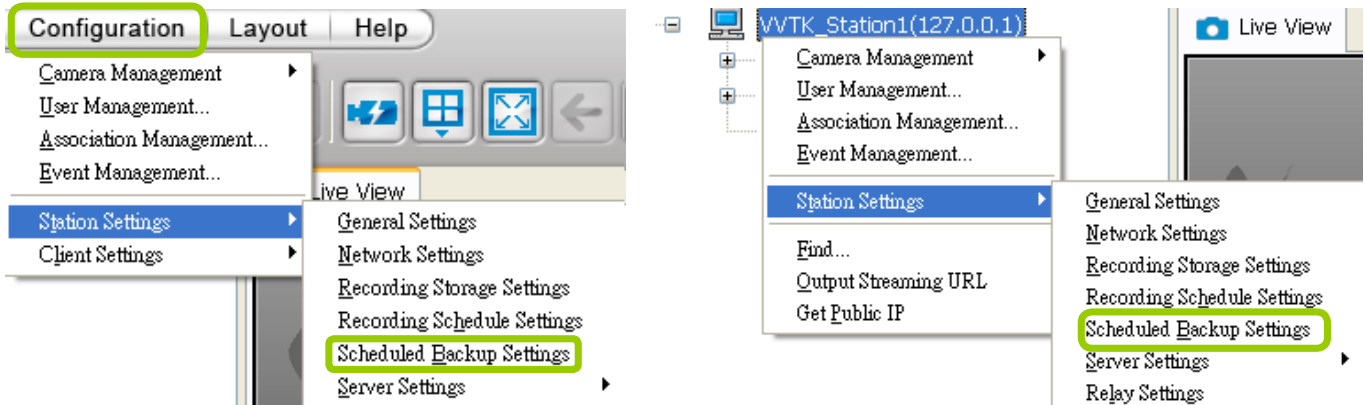 Configuration Layout Help
Camera Management
User Management...
Association Management...
Event Management...
Live View
Station Settings
Client Settings
General Settings
Network Settings
Recording Storage Settings
Recording Schedule Settings
Scheduled Backup Settings
Server Settings
VVTK_Station1(127.0.0.1)
Live View
Camera Management
User Management...
Association Management...
Event Management...
Station Settings
Find...
Output Streaming URL
Get Public IP
General Settings
Network Settings
Recording Storage Settings
Recording Schedule Settings
Scheduled Backup Settings
Server Settings
Relay Settings